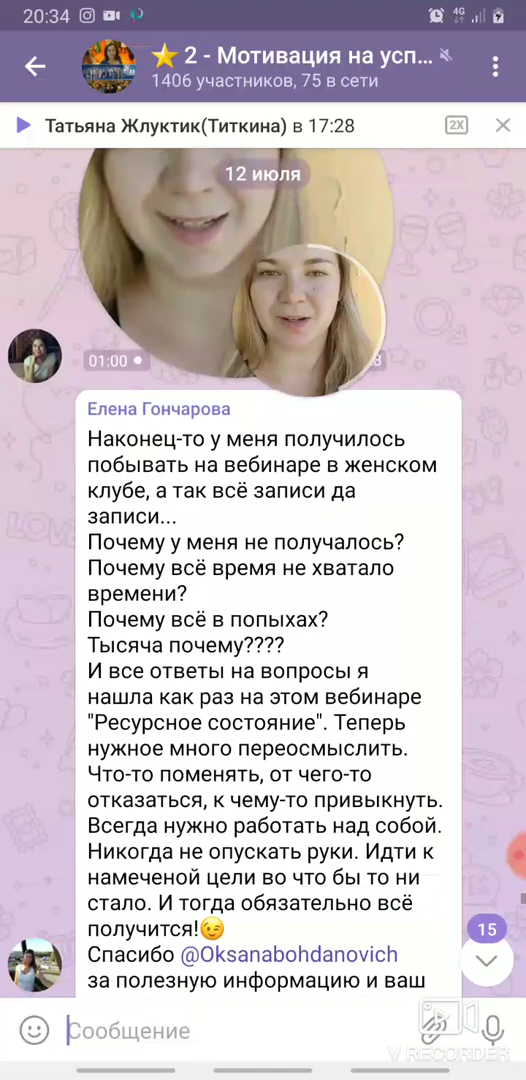 20:34
4G
⭐ 2 - Мотивация на усп...
1406 участников, 75 в сети
Татьяна Жлуктик(Титкина) в 17:28
2X
12 июля
01:00
Елена Гончарова
Наконец-то у меня получилось
побывать на вебинаре в женском
клубе, а так всё записи да
записи...
Почему у меня не получалось?
Почему всё время не хватало
времени?
Почему всё в попыхах?
Тысяча почему????
И все ответы на вопросы я
нашла как раз на этом вебинаре
"Ресурсное состояние". Теперь
нужное много переосмыслить.
Что-то поменять, от чего-то
отказаться, к чему-то привыкнуть.
Всегда нужно работать над собой.
Никогда не опускать руки. Идти к
намеченой цели во что бы то ни
стало. И тогда обязательно всё
получится!😉
Спасибо @Oksanabohdanovich
за полезную информацию и ваш
15
Сообщение
V RECORDER